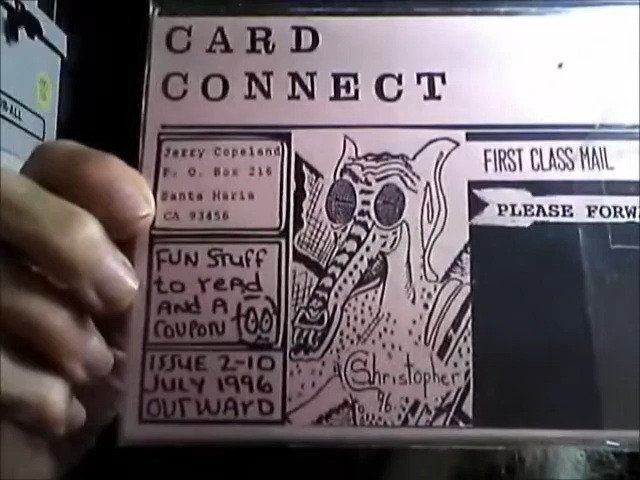 CARD
CONNECT
Jerry Copeland
P. O. Box 216
Santa Maria
CA 93456
FIRST CLASS MAIL
PLEASE FORW
FUN STUFF
to reAd
AND A
COUPON too
ISSUE 2-10
JULY 1996
OUTWARD
Christopher
96